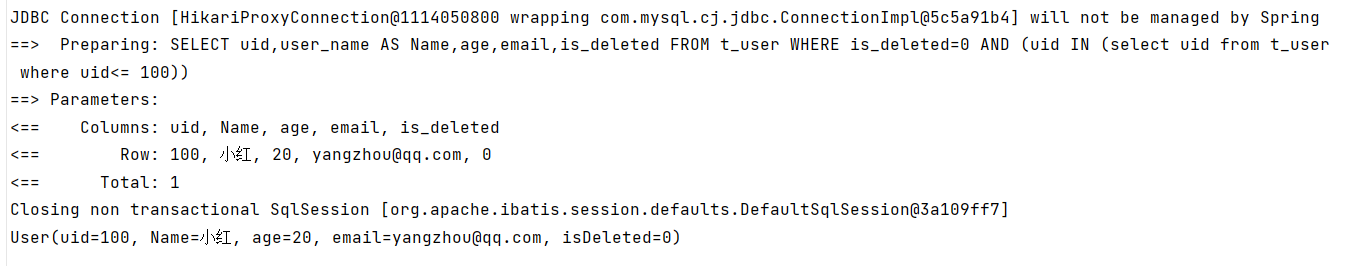 JDBC Connection [HikariProxyConnection@1114050800 wrapping com.mysql.cj.jdbc.ConnectionImpl@5c5a91b4] will not be managed by Spring
==>  Preparing: SELECT uid,user_name AS Name,age,email,is_deleted FROM t_user WHERE is_deleted=0 AND (uid IN (select uid from t_user
where uid<= 100))
==> Parameters:
<==    Columns: uid, Name, age, email, is_deleted
<==        Row: 100, 小红, 20, yangzhou@qq.com, 0
<==      Total: 1
Closing non transactional SqlSession [org.apache.ibatis.session.defaults.DefaultSqlSession@3a109ff7]
User(uid=100, Name=小红, age=20, email=yangzhou@qq.com, isDeleted=0)